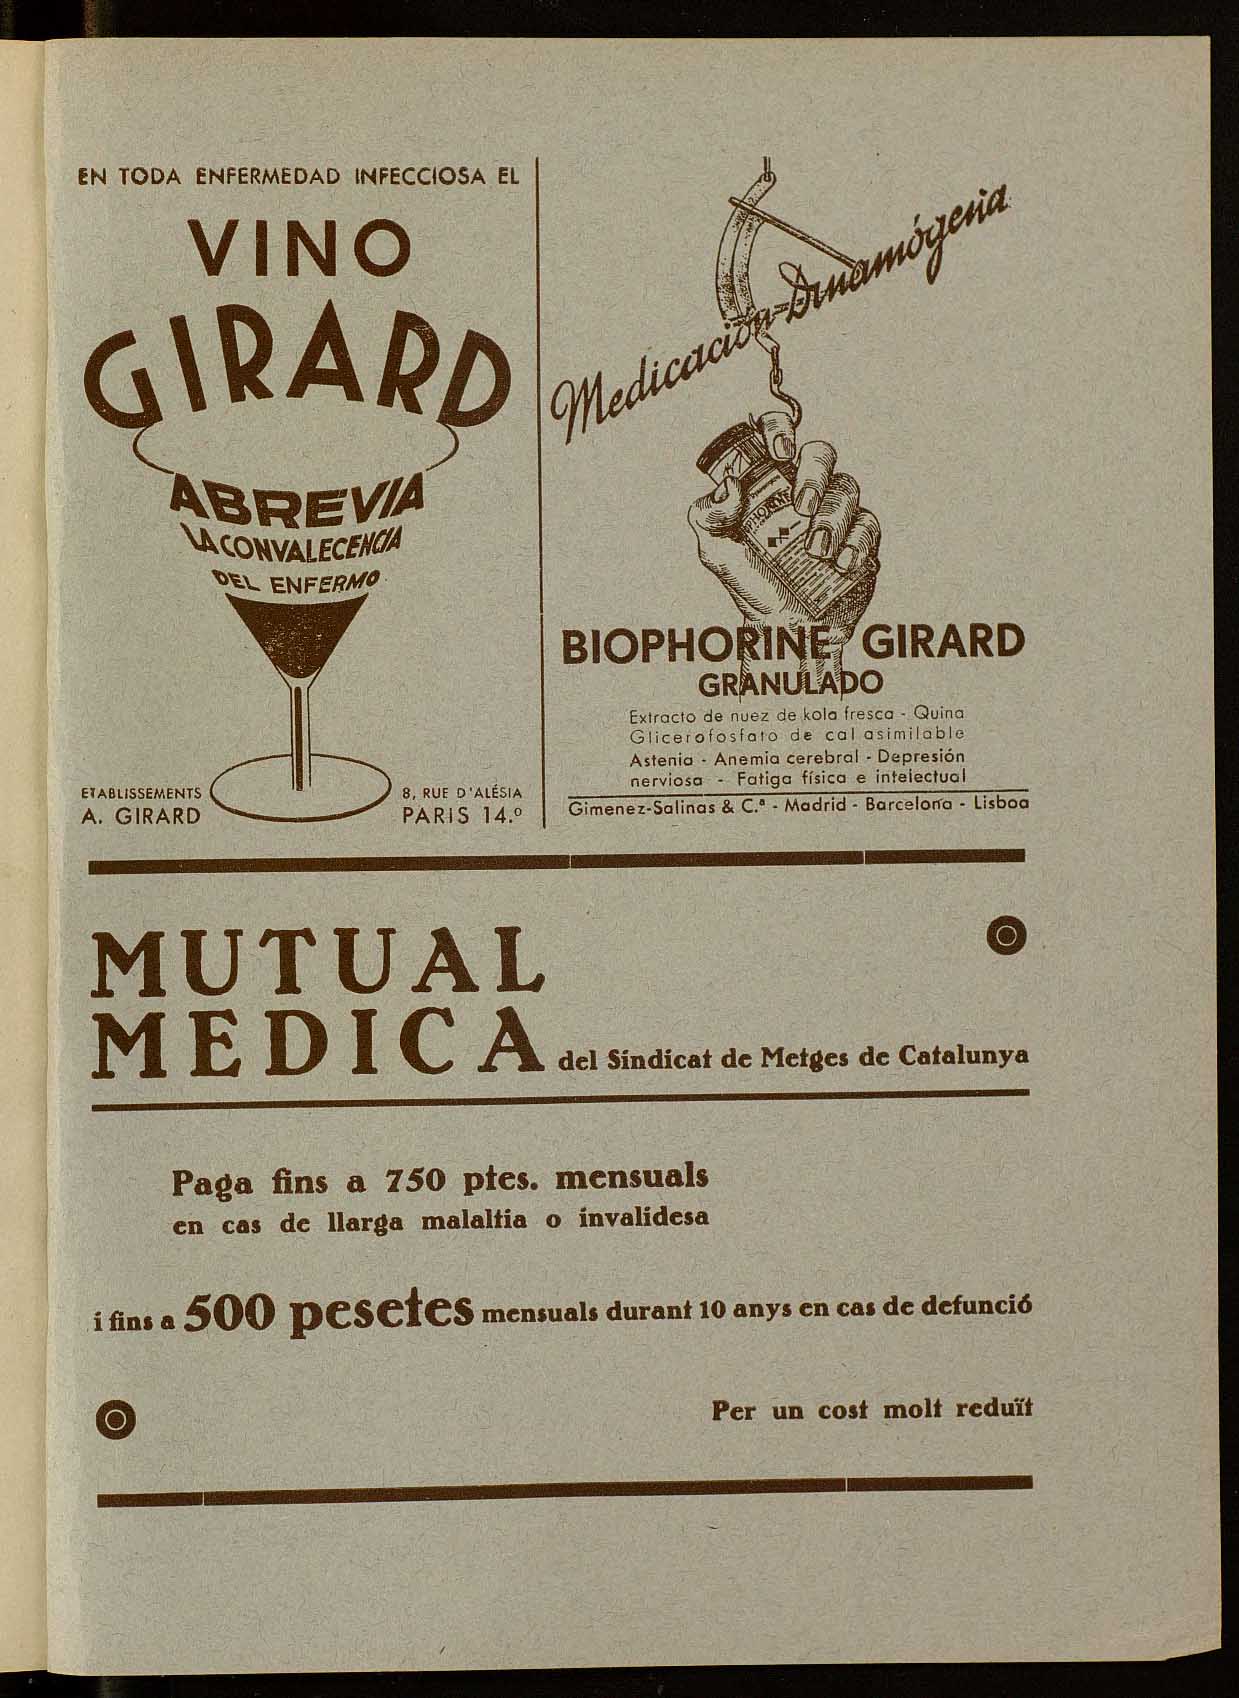 EN TODA ENFERMEDAD INFECCIOSA EL
VINO
GIRARD
ABREVIA
LA CONVALECENCIA
DEL ENFERMO
ETABLISSEMENTS
A. GIRARD
8, RUE D'ALÉSIA
PARIS 14.º
Medicación-Dinamógena
BIOPHORINE GIRARD
GRANULADO
Extracto de nuez de kola fresca - Quina
Glicerofosfato de cal asimilable
Astenia - Anemia cerebral - Depresión
nerviosa - Fatiga física e intelectual
Gimenez-Salinas & C.ª - Madrid - Barcelona - Lisboa
MUTUAL
MEDICA del Sindicat de Metges de Catalunya
Paga fins a 750 ptes. mensuals
en cas de llarga malaltia o invalidesa
i fins a 500 pesetes mensuals durant 10 anys en cas de defunció
Per un cost molt reduït